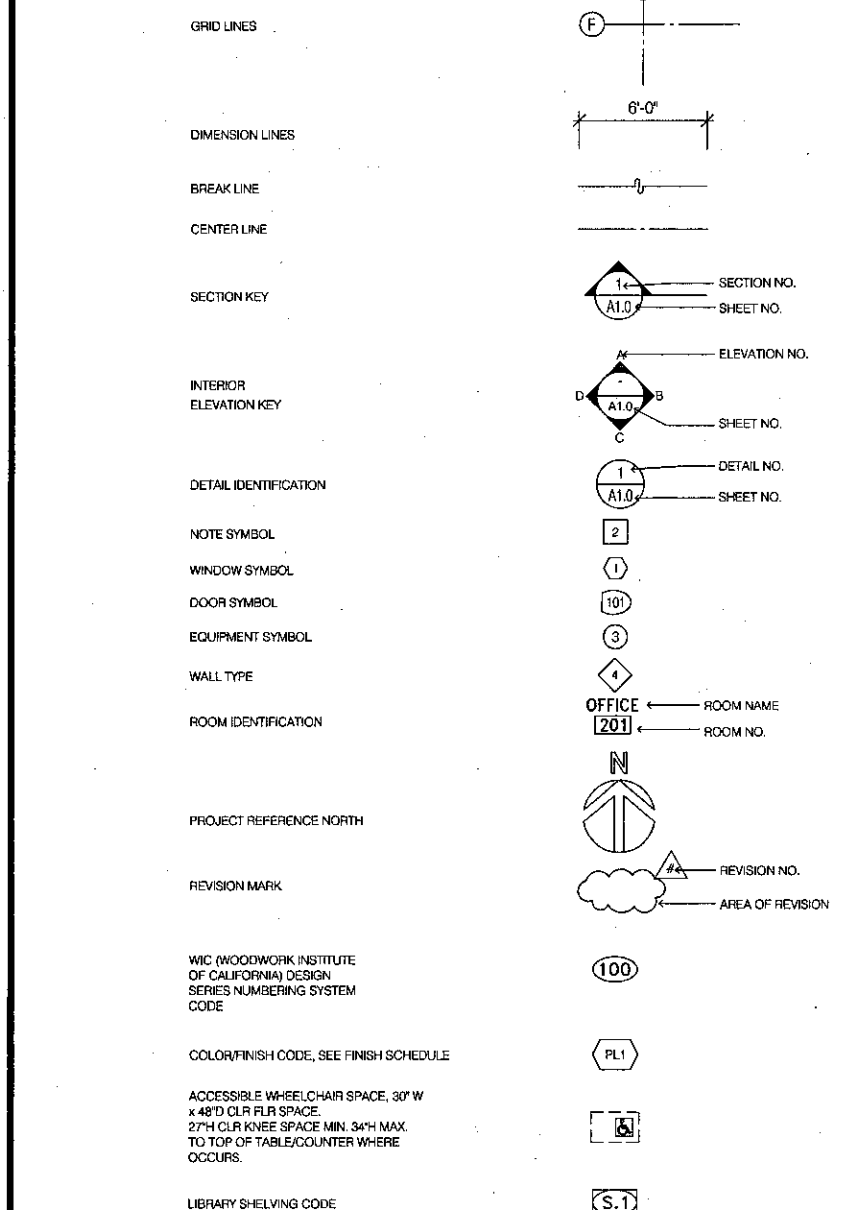 GRID LINES
F
DIMENSION LINES
6'-0"
BREAK LINE
CENTER LINE
SECTION KEY
1
A1.0
SECTION NO.
SHEET NO.
INTERIOR
ELEVATION KEY
A
ELEVATION NO.
D
-
B
A1.0
C
SHEET NO.
DETAIL IDENTIFICATION
1
A1.0
DETAIL NO.
SHEET NO.
NOTE SYMBOL
2
WINDOW SYMBOL
1
DOOR SYMBOL
101
EQUIPMENT SYMBOL
3
WALL TYPE
4
ROOM IDENTIFICATION
OFFICE
ROOM NAME
201
ROOM NO.
PROJECT REFERENCE NORTH
N
REVISION MARK
#
REVISION NO.
AREA OF REVISION
WIC (WOODWORK INSTITUTE
OF CALIFORNIA) DESIGN
SERIES NUMBERING SYSTEM
CODE
100
COLOR/FINISH CODE, SEE FINISH SCHEDULE
PL1
ACCESSIBLE WHEELCHAIR SPACE, 30" W
x 48"D CLR FLR SPACE.
27"H CLR KNEE SPACE MIN. 34"H MAX.
TO TOP OF TABLE/COUNTER WHERE
OCCURS.
LIBRARY SHELVING CODE
S.1